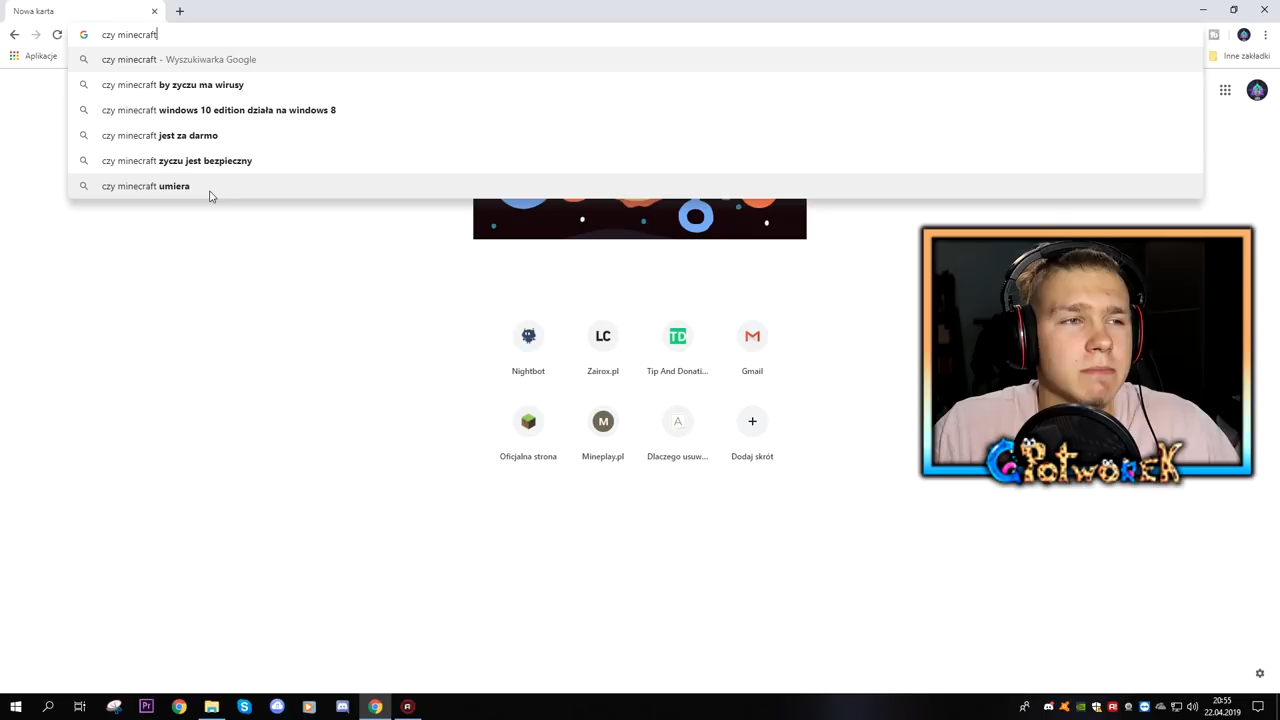 Nowa karta
czy minecraft
Aplikacje
Inne zakładki
czy minecraft - Wyszukiwarka Google
czy minecraft by zyczu ma wirusy
czy minecraft windows 10 edition działa na windows 8
czy minecraft jest za darmo
czy minecraft zyczu jest bezpieczny
czy minecraft umiera
LC
TD
Nightbot
Zairox.pl
Tip And Donati...
Gmail
M
A
Oficjalna strona
Mineplay.pl
Dlaczego usuw...
Dodaj skrót
Potworek
Pr
20:55
22.04.2019